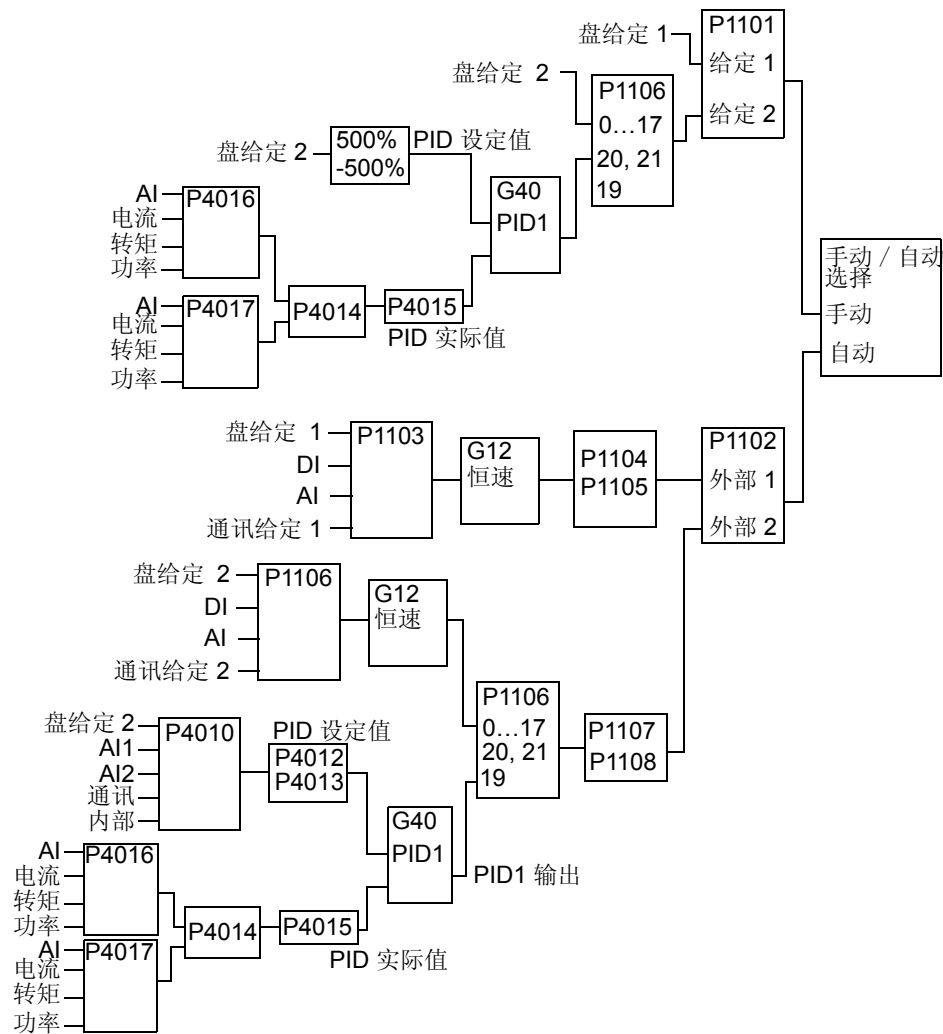 盘给定 1
P1101
给定 1
给定 2
盘给定 2
P1106
0…17
20, 21
19
盘给定 2
500%
-500%
PID 设定值
G40
PID1
AI
电流
转矩
功率
P4016
AI
电流
转矩
功率
P4017
P4014
P4015
PID 实际值
手动 / 自动
选择
手动
自动
盘给定 1
DI
AI
通讯给定 1
P1103
G12
恒速
P1104
P1105
P1102
外部 1
外部 2
盘给定 2
DI
AI
通讯给定 2
P1106
G12
恒速
P1106
0…17
20, 21
19
P1107
P1108
盘给定 2
AI1
AI2
通讯
内部
P4010
PID 设定值
P4012
P4013
G40
PID1
PID1 输出
AI
电流
转矩
功率
P4016
AI
电流
转矩
功率
P4017
P4014
P4015
PID 实际值